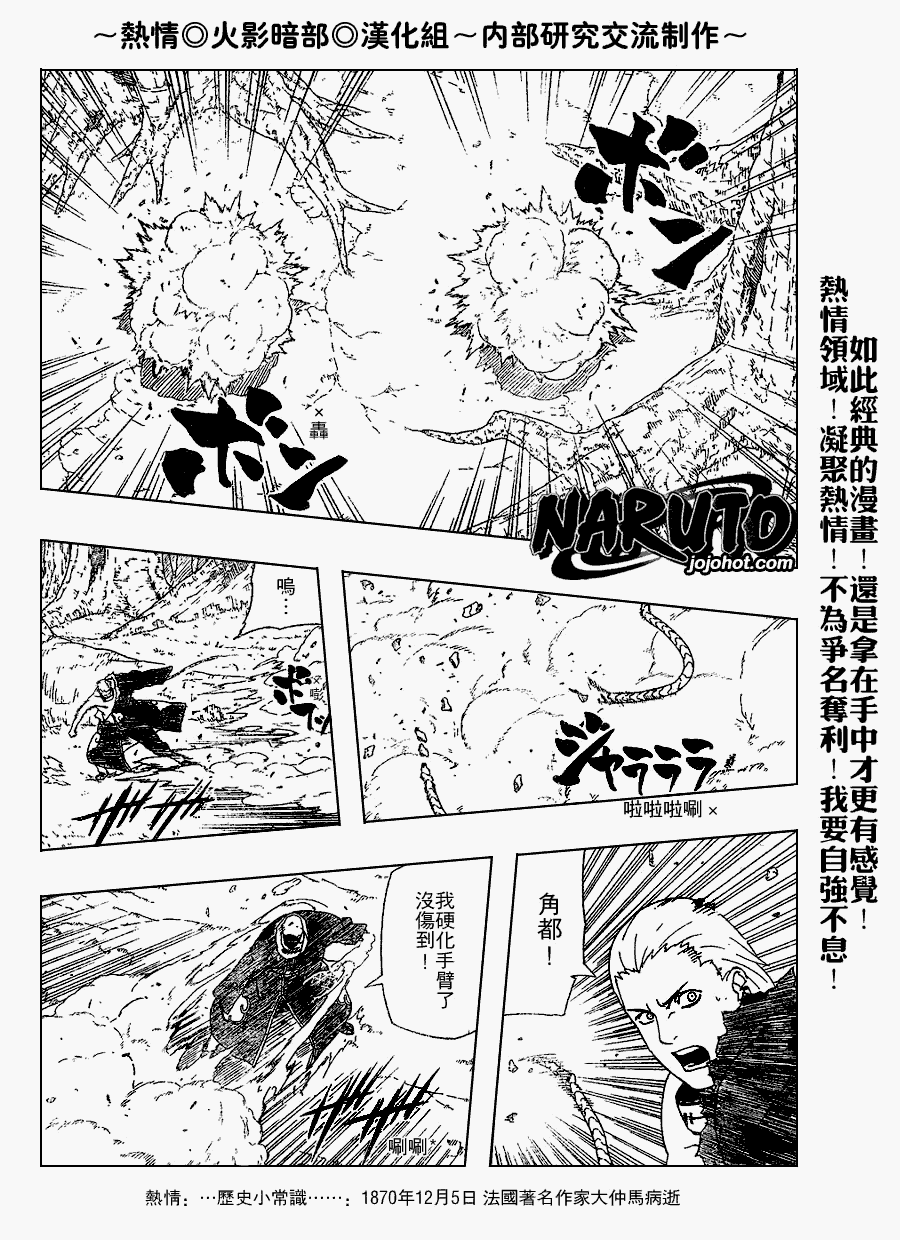 ～熱情◎火影暗部◎漢化組～内部研究交流制作～
ボン
ボン
×
轟
NARUTO
jojohot.com
ジャラララ
啦啦啦唰 ×
嗚…
ボッ
×
嘭
角都！
我硬化手臂了
沒傷到！
唰唰 ×
如此經典的漫畫！還是拿在手中才更有感覺！
熱情領域！凝聚熱情！不為爭名奪利！我要自強不息！
熱情：…歷史小常識……：1870年12月5日 法國著名作家大仲馬病逝